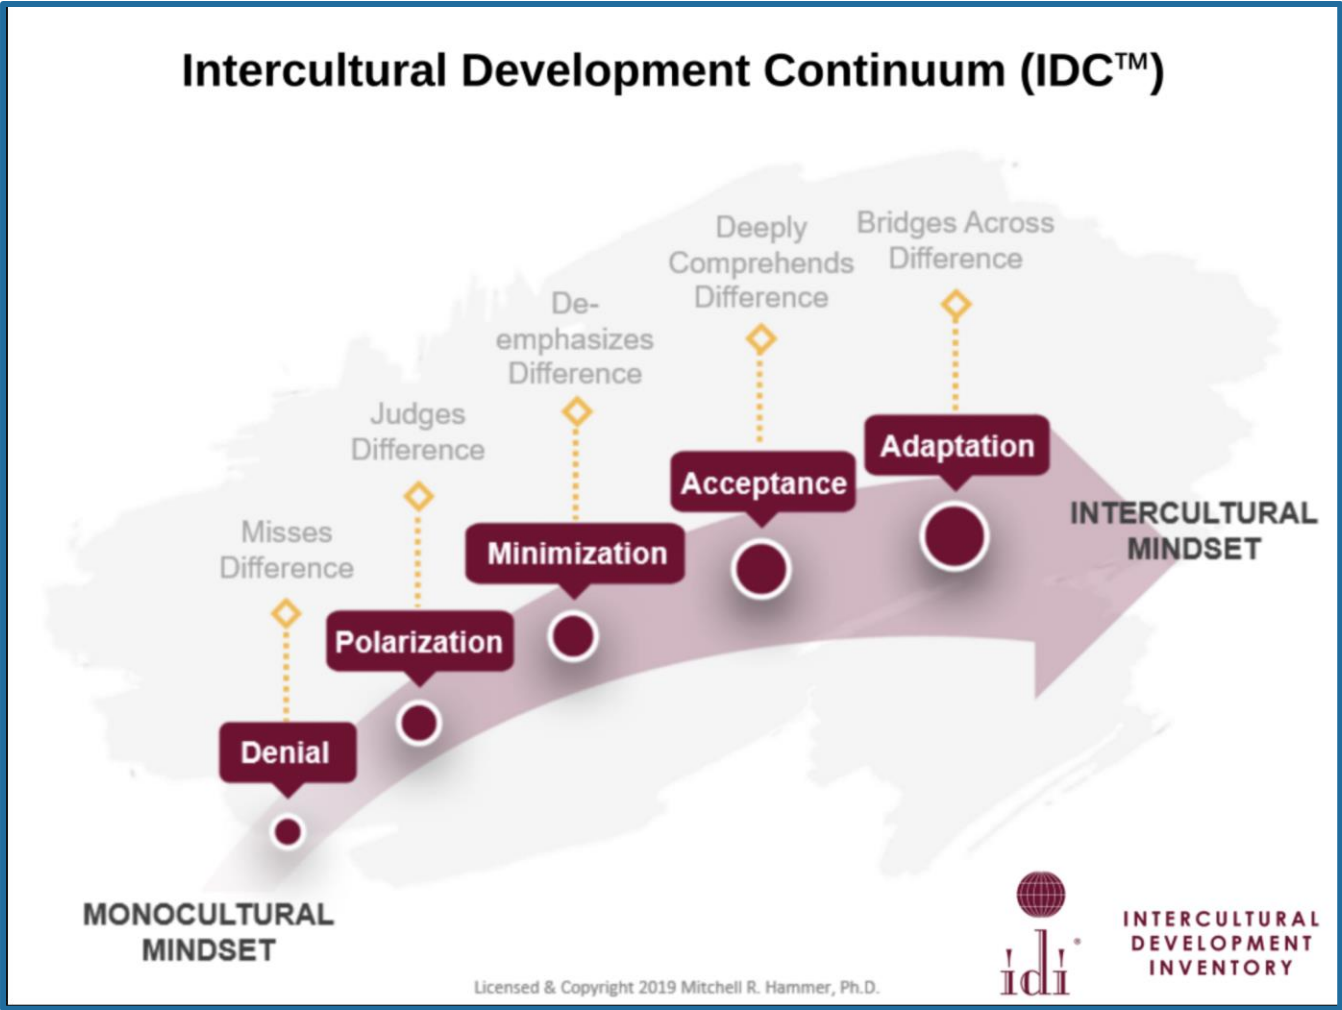 Intercultural Development Continuum (IDC™)
Bridges Across
Difference
Deeply
Comprehends
Difference
De-
emphasizes
Difference
Judges
Difference
Misses
Difference
Adaptation
Acceptance
Minimization
Polarization
Denial
INTERCULTURAL
MINDSET
MONOCULTURAL
MINDSET
idi®
INTERCULTURAL
DEVELOPMENT
INVENTORY
Licensed & Copyright 2019 Mitchell R. Hammer, Ph.D.